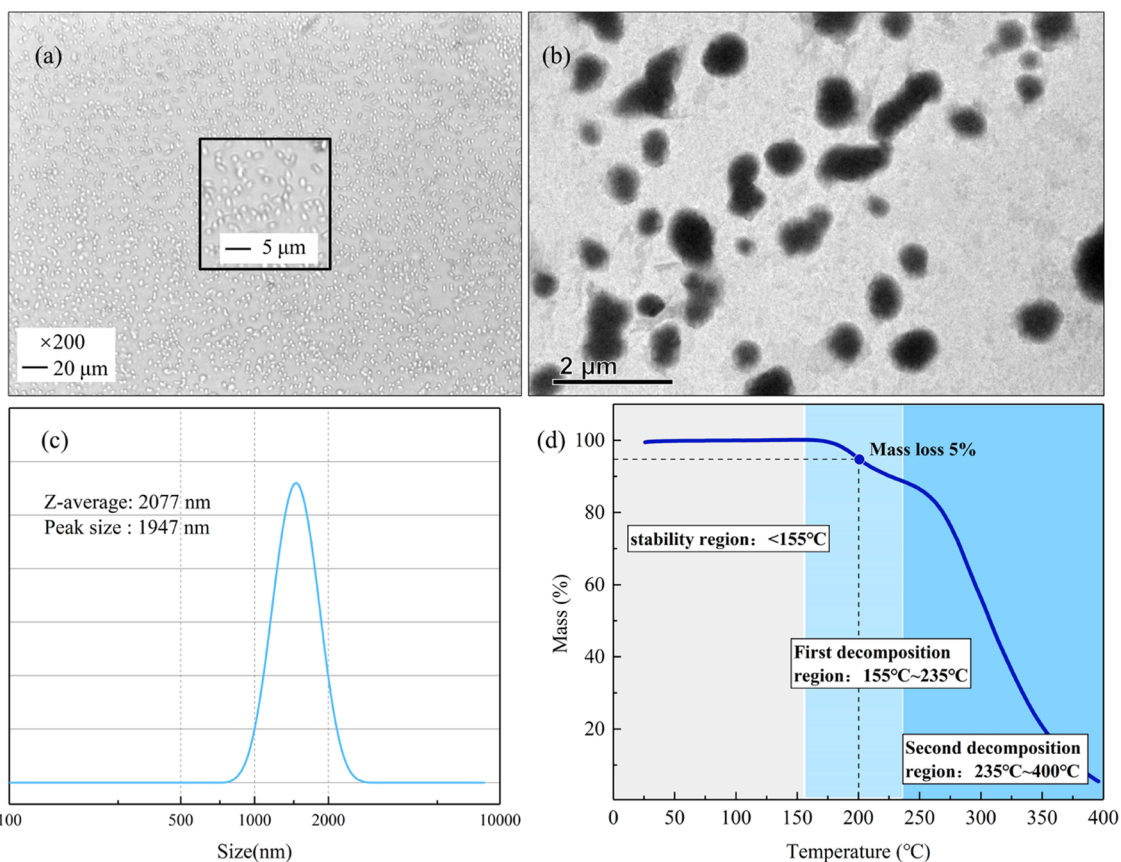 (a)
5 μm
×200
20 μm
(b)
2 μm
(c)
Z-average: 2077 nm
Peak size : 1947 nm
100
500
1000
2000
10000
Size(nm)
(d)
100
80
60
40
20
Mass (%)
Mass loss 5%
stability region：<155℃
First decomposition
region：155℃~235℃
Second decomposition
region：235℃~400℃
0
50
100
150
200
250
300
350
400
Temperature (℃)